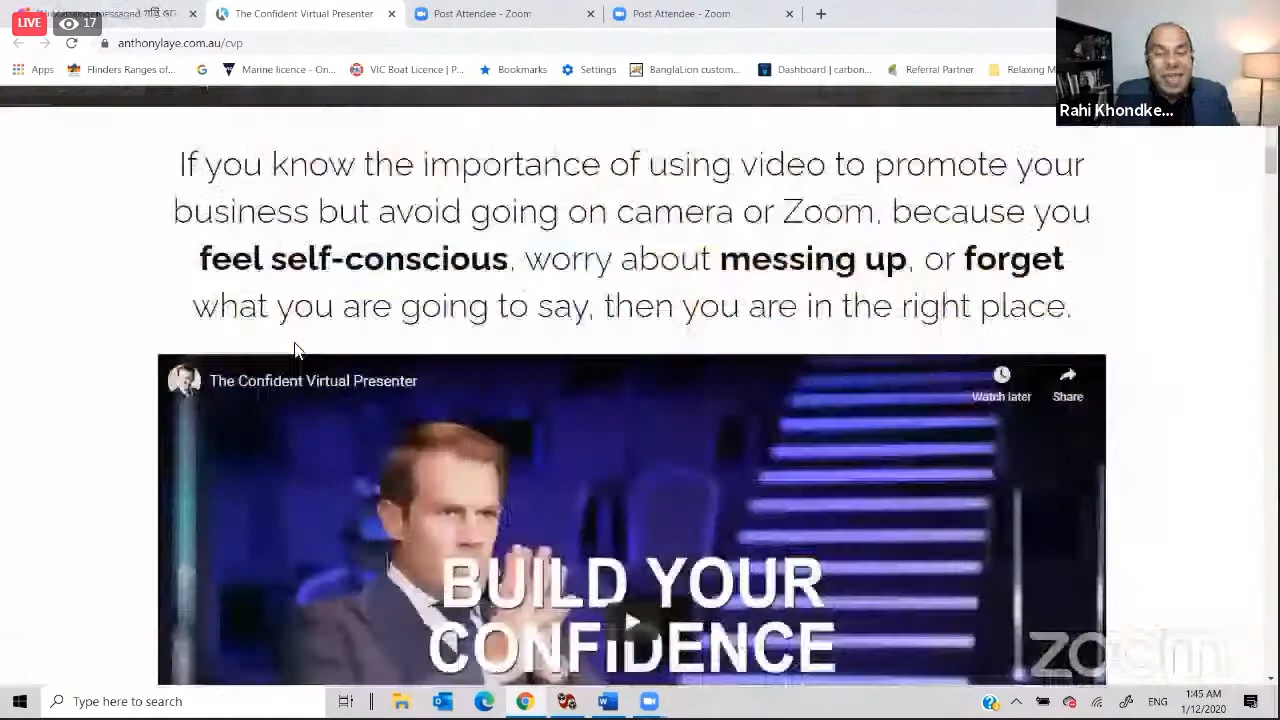 LIVE 17
The Confident Virtual Presenter
Post Attendee - Zoom
Post Attendee - Zoom
anthonylaye.com.au/cvp
Apps
Flinders Ranges of...
Marine licence - On...
Bookmarks
Settings
BanglaLion custom...
Dashboard | carbon...
Referral Partner
Relaxing M
Rahi Khondke...
If you know the importance of using video to promote your
business but avoid going on camera or Zoom, because you
feel self-conscious, worry about messing up, or forget
what you are going to say, then you are in the right place.
The Confident Virtual Presenter
Watch later
Share
BUILD YOUR
CONFIDENCE
zoom
Type here to search
ENG
1:45 AM
1/12/2020